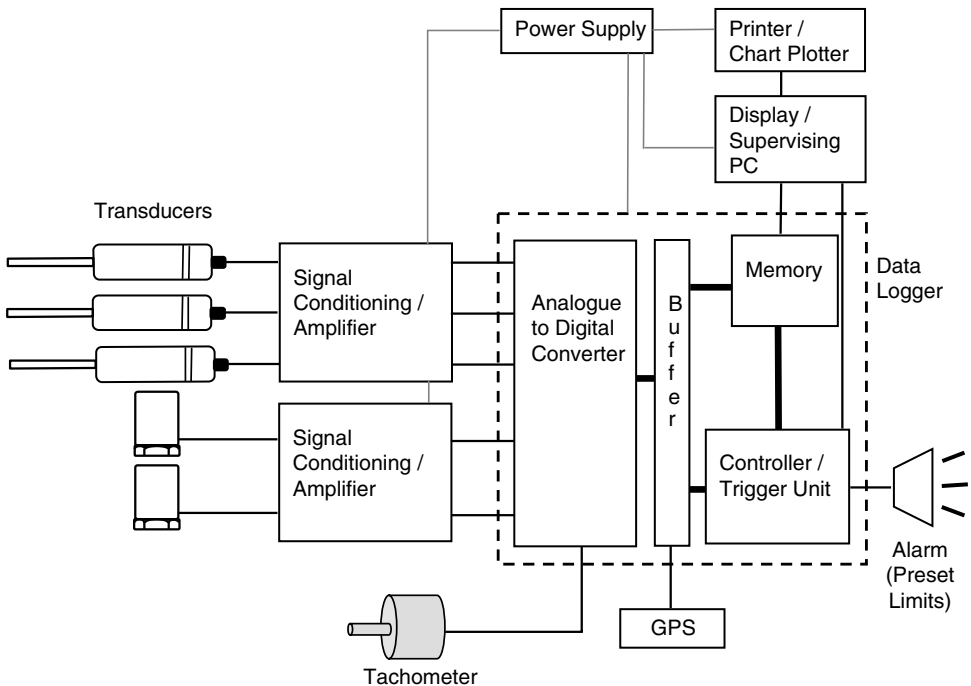 Power Supply
Printer /
Chart Plotter
Display /
Supervising
PC
Transducers
Signal
Conditioning /
Amplifier
Analogue
to Digital
Converter
Buffer
Memory
Data
Logger
Signal
Conditioning /
Amplifier
Controller /
Trigger Unit
Alarm
(Preset
Limits)
GPS
Tachometer